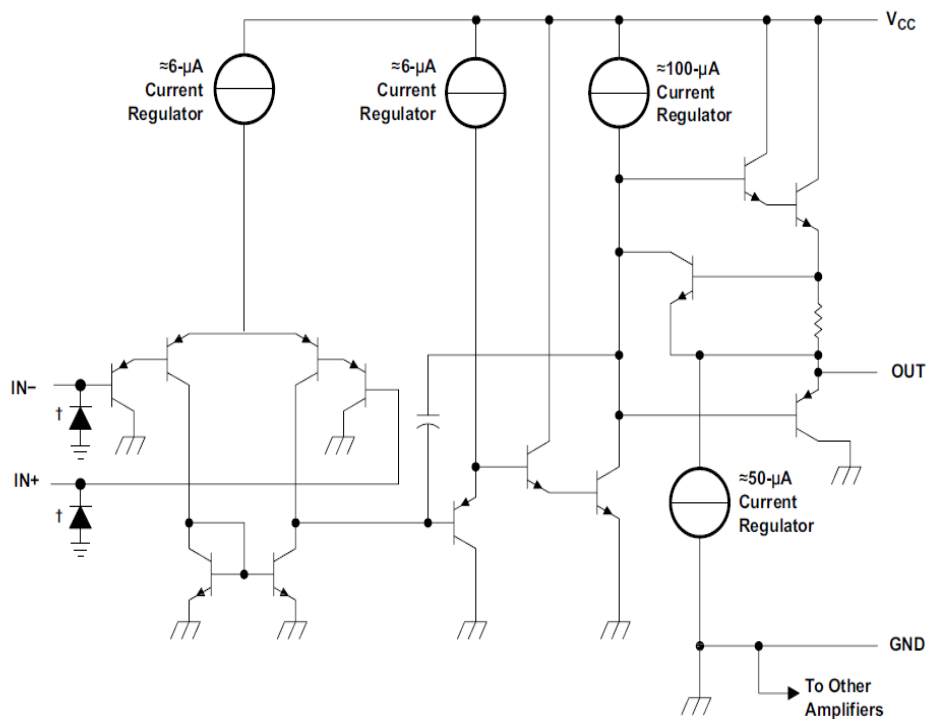 V_CC
≈6-µA
Current
Regulator
≈6-µA
Current
Regulator
≈100-µA
Current
Regulator
IN−
†
OUT
IN+
†
≈50-µA
Current
Regulator
GND
To Other
Amplifiers